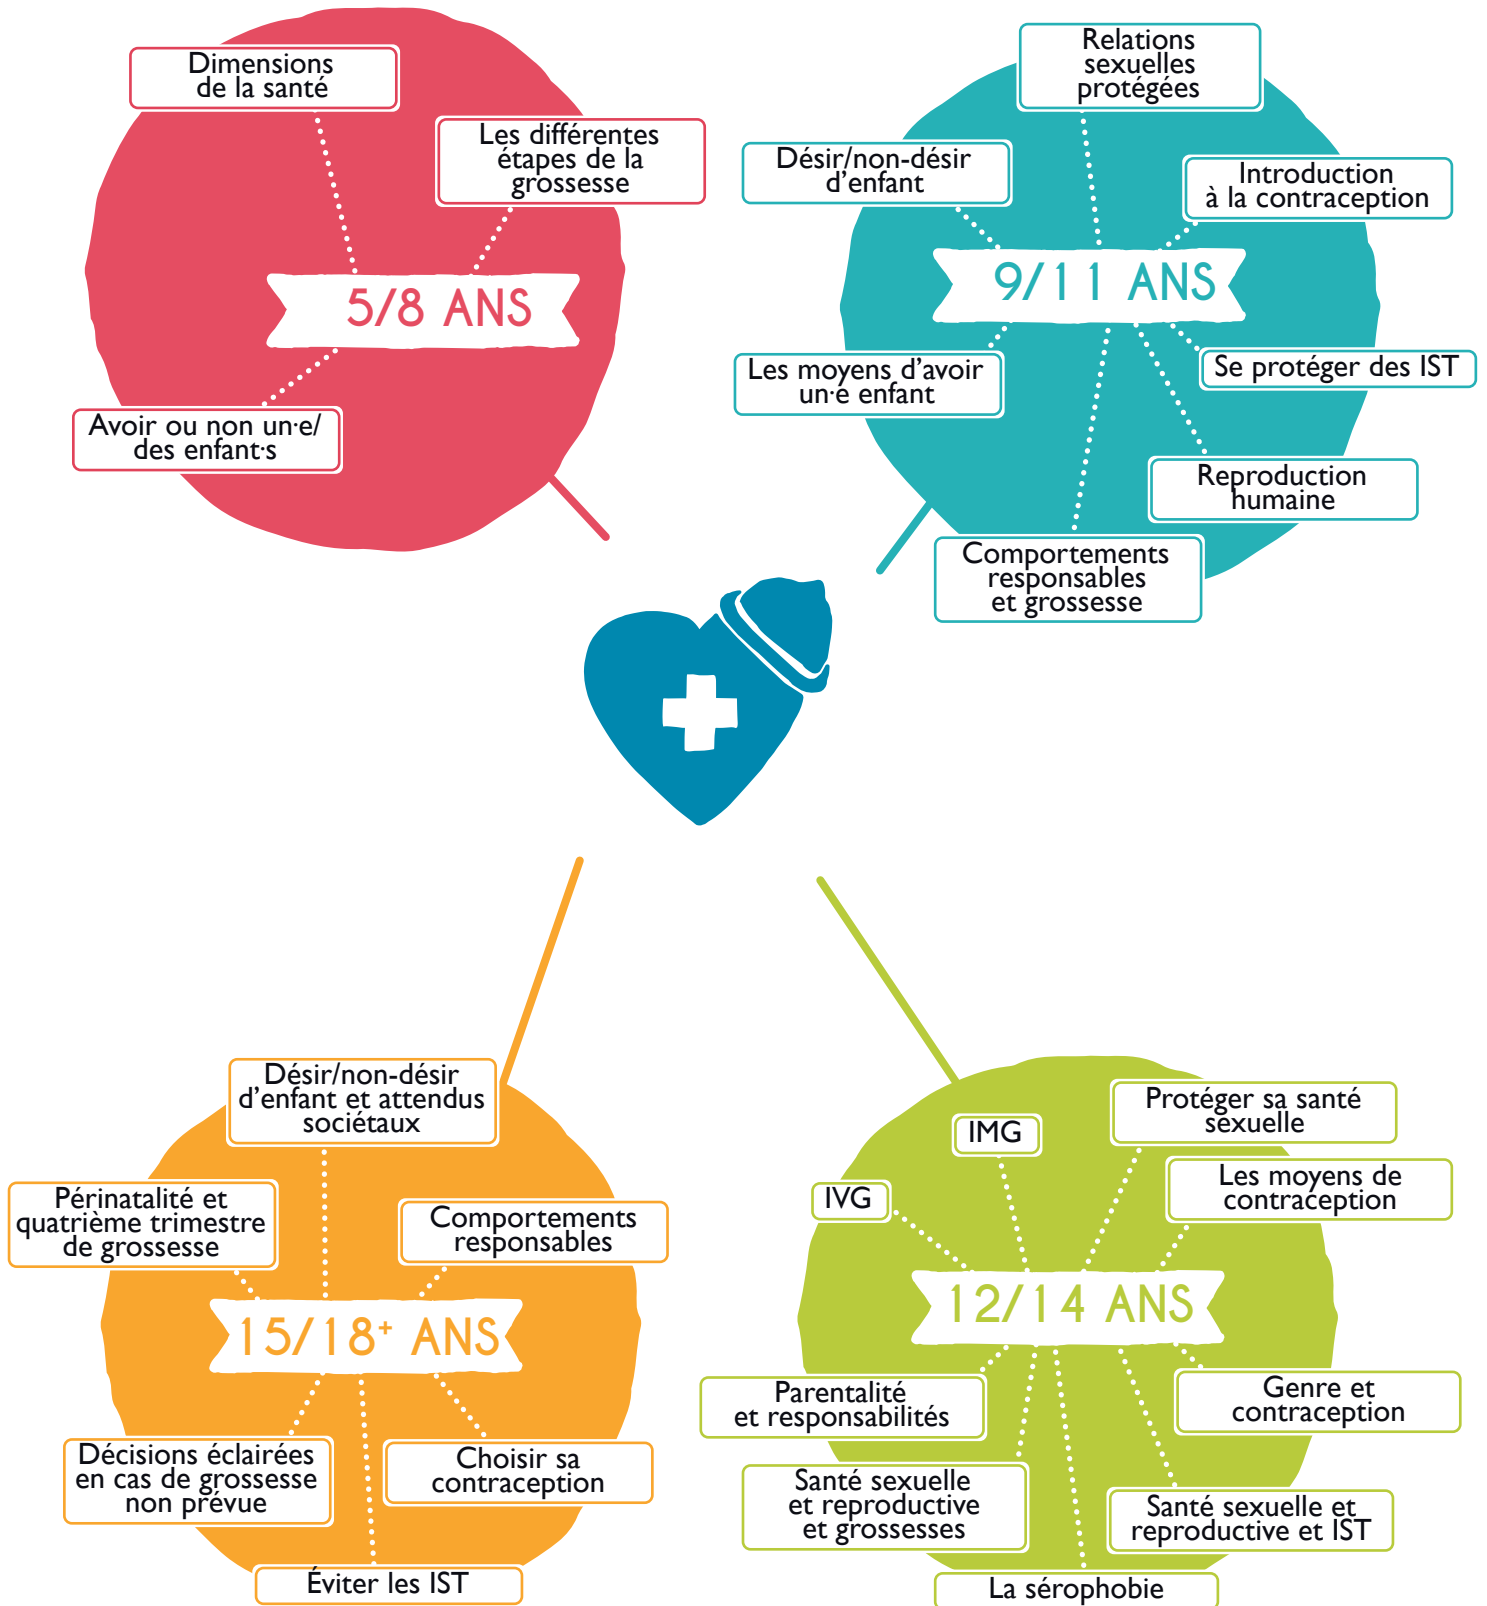 Dimensions
de la santé
Les différentes
étapes de la
grossesse
5/8 ANS
Avoir ou non un·e/
des enfant·s
Relations
sexuelles
protégées
Désir/non-désir
d'enfant
Introduction
à la contraception
9/11 ANS
Les moyens d’avoir
un·e enfant
Se protéger des IST
Reproduction
humaine
Comportements
responsables
et grossesse
Désir/non-désir
d’enfant et attendus
sociétaux
Périnatalité et
quatrième trimestre
de grossesse
Comportements
responsables
15/18+ ANS
Décisions éclairées
en cas de grossesse
non prévue
Choisir sa
contraception
Éviter les IST
IMG
Protéger sa santé
sexuelle
IVG
Les moyens de
contraception
12/14 ANS
Parentalité
et responsabilités
Genre et
contraception
Santé sexuelle
et reproductive
et grossesses
Santé sexuelle et
reproductive et IST
La sérophobie